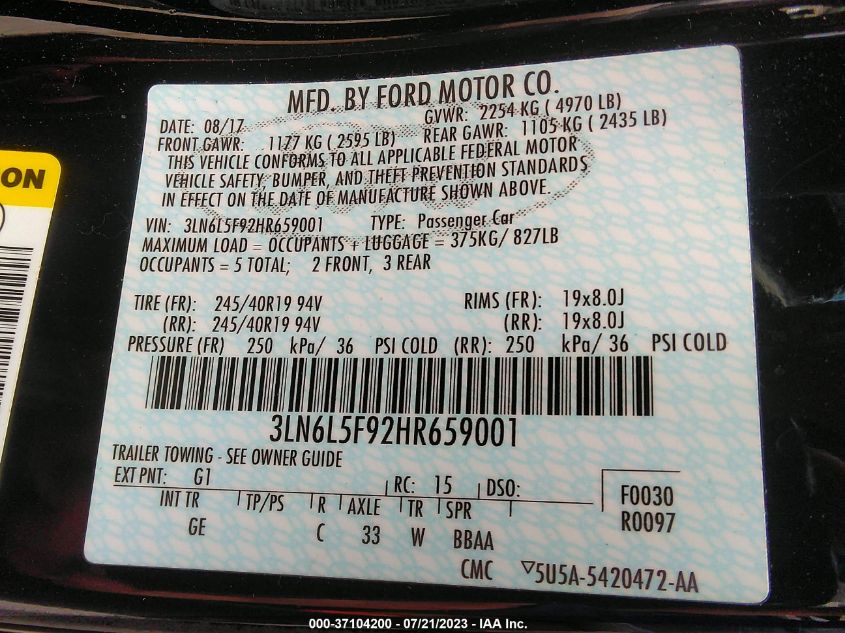 MFD. BY FORD MOTOR CO.
DATE: 08/17 GVWR: 2254 KG ( 4970 LB)
FRONT GAWR: 1177 KG ( 2595 LB) REAR GAWR: 1105 KG ( 2435 LB)
THIS VEHICLE CONFORMS TO ALL APPLICABLE FEDERAL MOTOR
VEHICLE SAFETY, BUMPER, AND THEFT PREVENTION STANDARDS
IN EFFECT ON THE DATE OF MANUFACTURE SHOWN ABOVE.
VIN: 3LN6L5F92HR659001 TYPE: Passenger Car
MAXIMUM LOAD = OCCUPANTS + LUGGAGE = 375KG/ 827LB
OCCUPANTS = 5 TOTAL; 2 FRONT, 3 REAR
TIRE (FR): 245/40R19 94V RIMS (FR): 19x8.0J
(RR): 245/40R19 94V (RR): 19x8.0J
PRESSURE (FR) 250 kPa/ 36 PSI COLD (RR): 250 kPa/ 36 PSI COLD
3LN6L5F92HR659001
TRAILER TOWING - SEE OWNER GUIDE
EXT PNT: G1 RC: 15 DSO:
INT TR TP/PS R AXLE TR SPR
GE C 33 W BBAA
F0030
R0097
CMC ▽5U5A-5420472-AA
ON
000-37104200 - 07/21/2023 - IAA Inc.